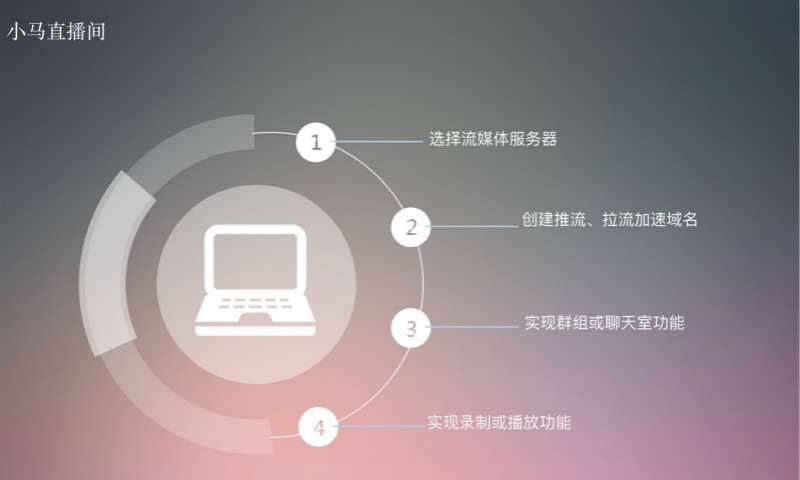 小马直播间
1
选择流媒体服务器
2
创建推流、拉流加速域名
3
实现群组或聊天室功能
4
实现录制或播放功能